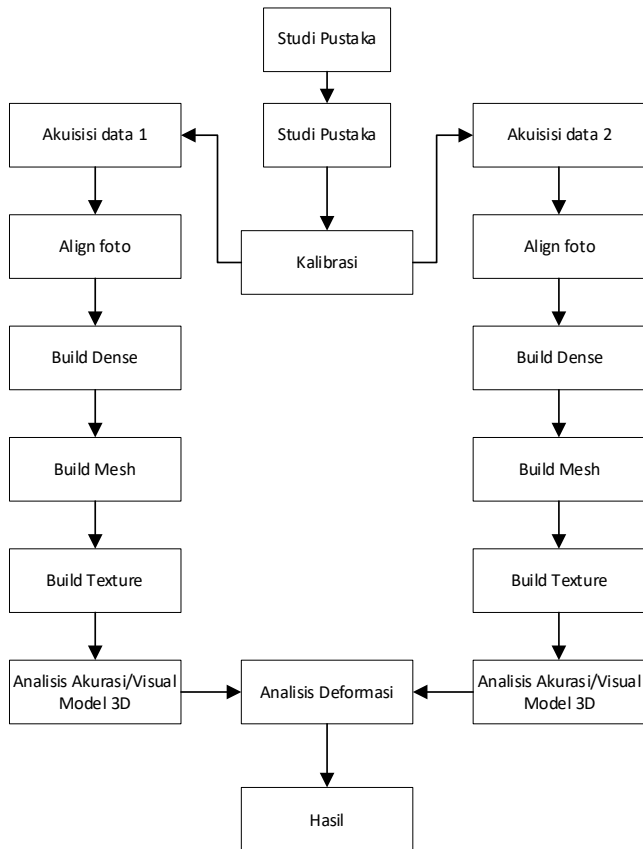 Studi Pustaka
Akuisisi data 1
Studi Pustaka
Akuisisi data 2
Align foto
Kalibrasi
Align foto
Build Dense
Build Dense
Build Mesh
Build Mesh
Build Texture
Build Texture
Analisis Akurasi/Visual
Model 3D
Analisis Deformasi
Analisis Akurasi/Visual
Model 3D
Hasil